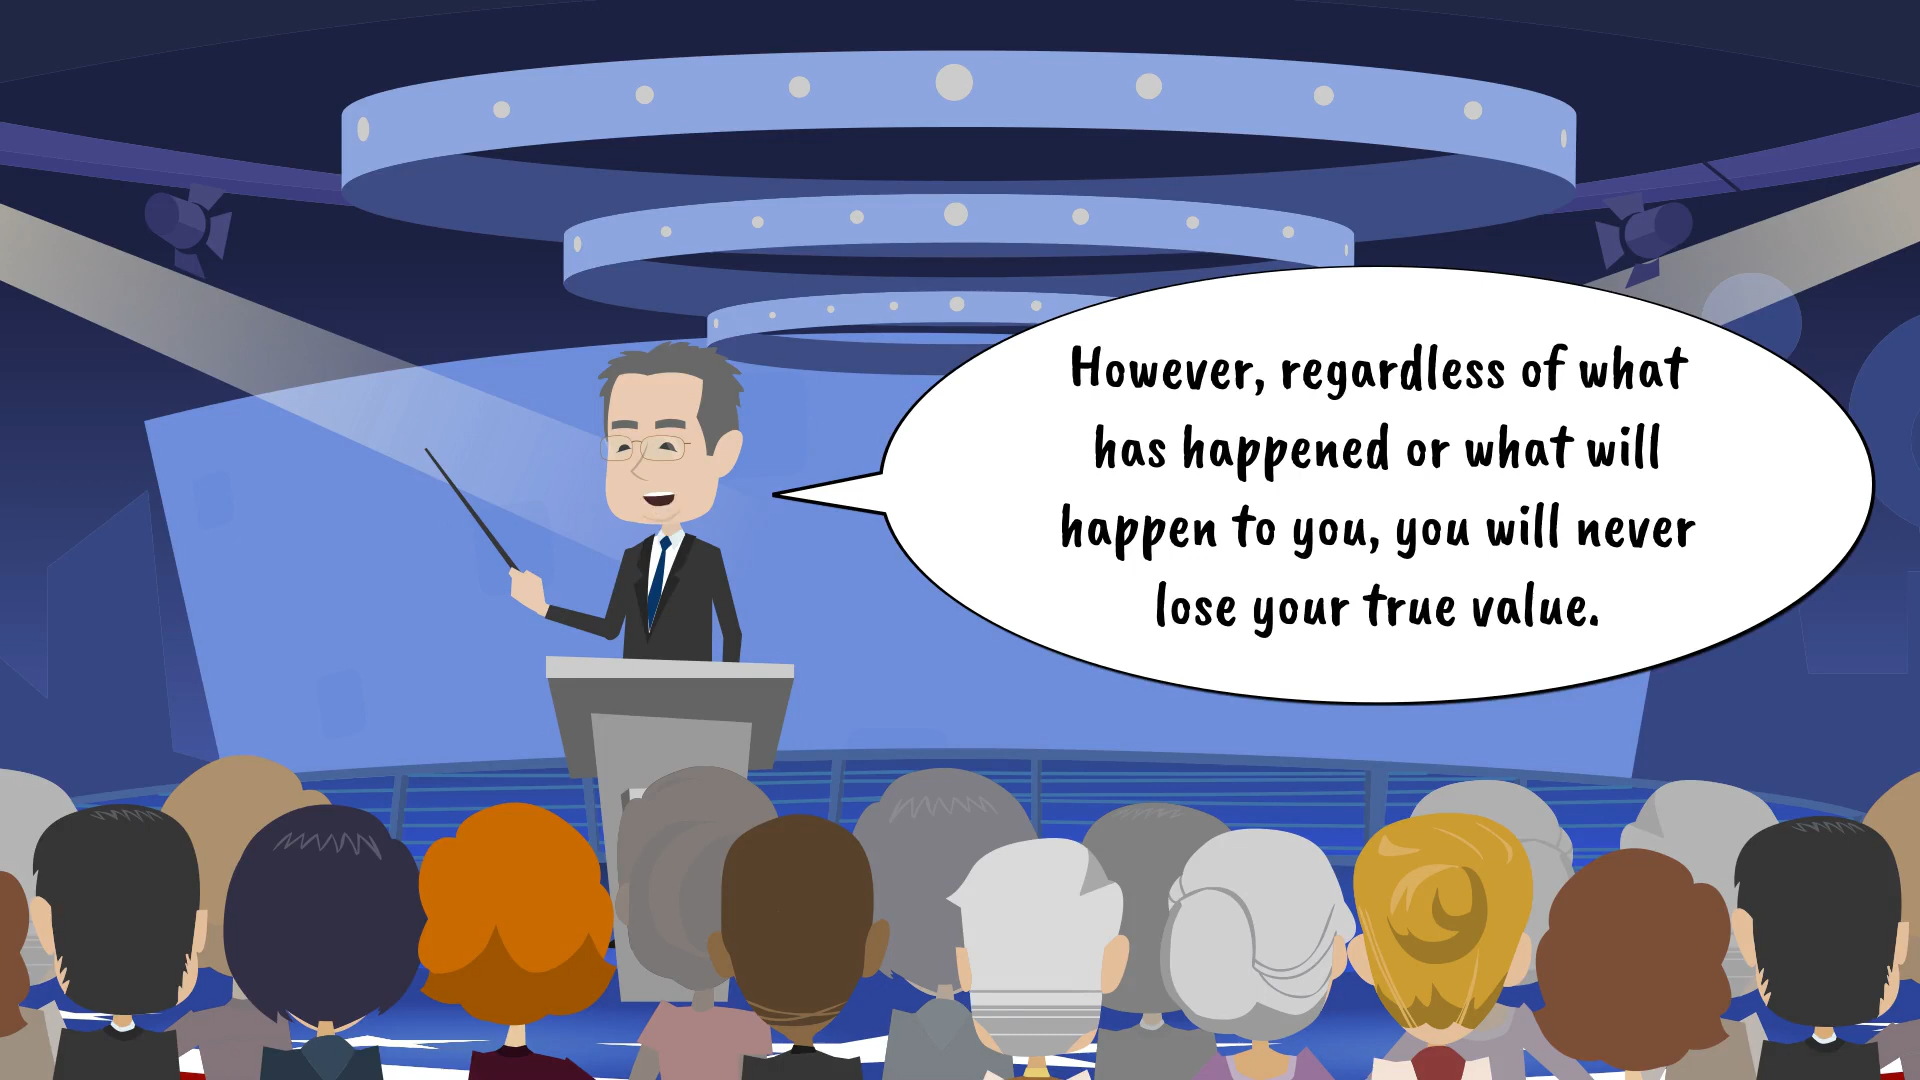 However, regardless of what
has happened or what will
happen to you, you will never
lose your true value.